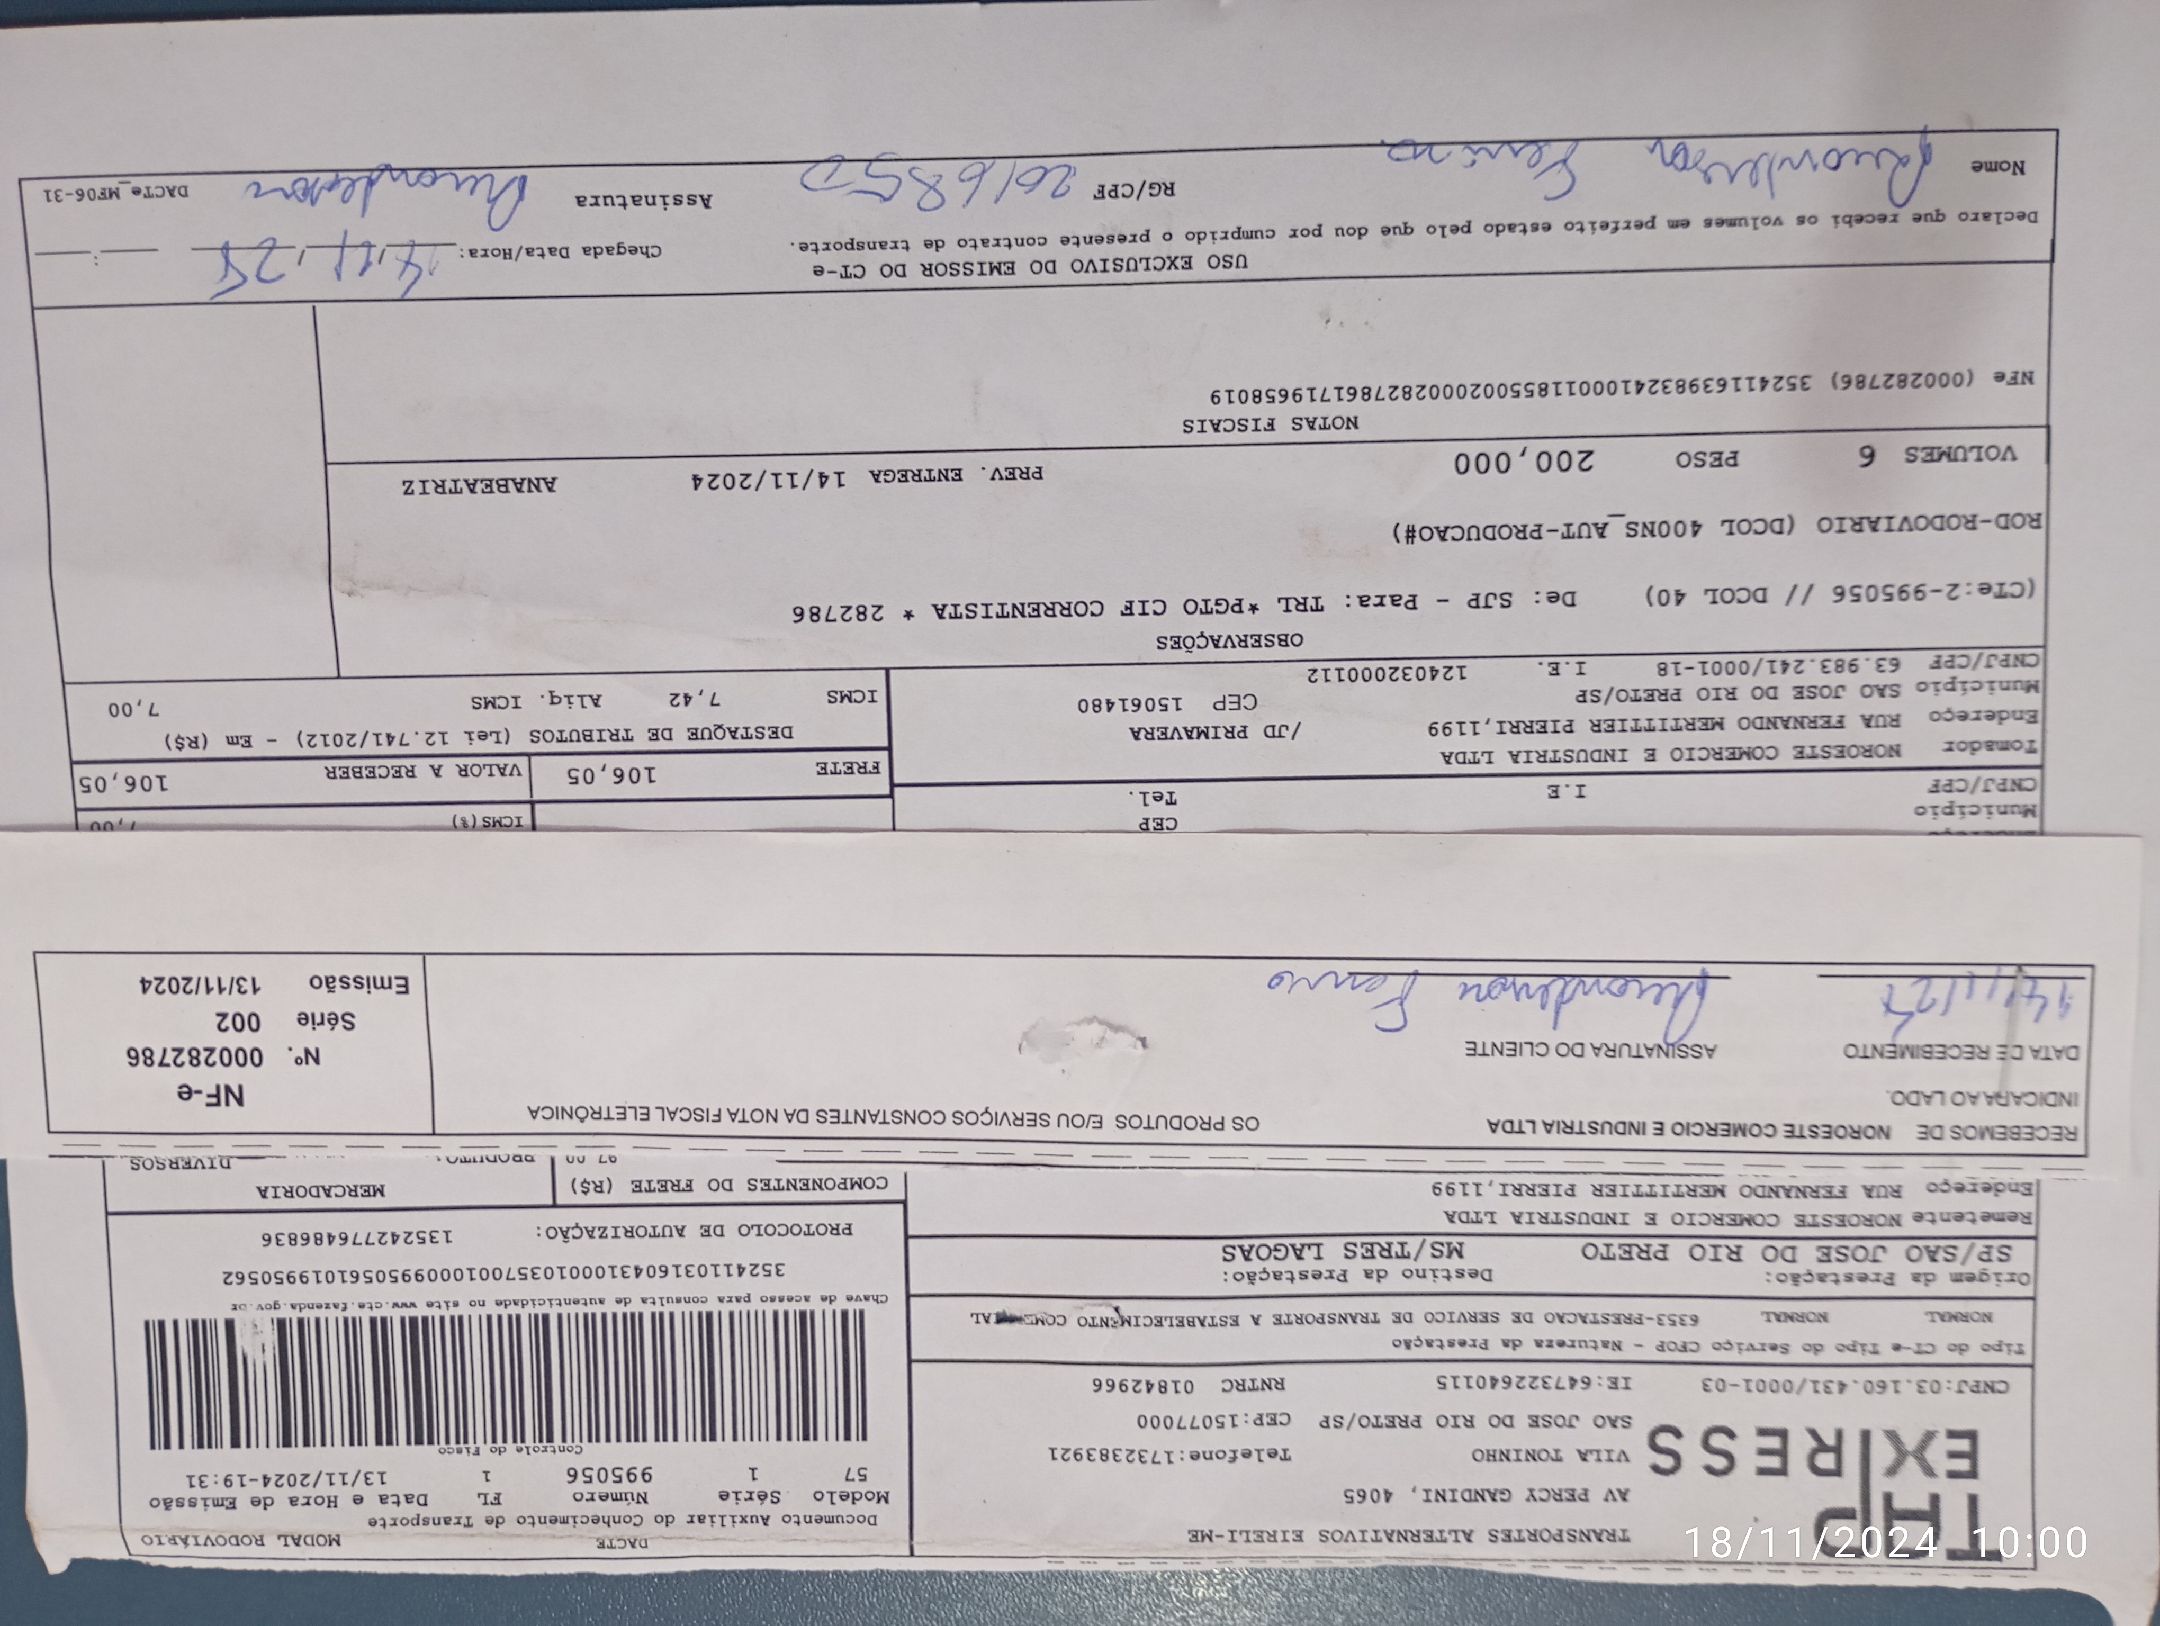 THP
EXPRESS
TRANSPORTES ALTERNATIVOS EIRELI-ME
AV PERCY GANDINI, 4065
VILA TONINHO Telefone:1732383921
SAO JOSE DO RIO PRETO/SP CEP:15077000
CNPJ:03.160.431/0001-03 IE:647322640115 RNTRC 01842966
Tipo do CT-e Tipo do Serviço CFOP - Natureza da Prestação
NORMAL NORMAL 6353-PRESTACAO DE SERVICO DE TRANSPORTE A ESTABELECIMENTO
Origem da Prestação: Destino da Prestação:
SP/SAO JOSE DO RIO PRETO MS/TRES LAGOAS
Remetente NOROESTE COMERCIO E INDUSTRIA LTDA
Endereço RUA FERNANDO MERTITTIER PIERRI,1199
DACTE MODAL RODOVIÁRIO
Documento Auxiliar do Conhecimento de Transporte
Modelo Série Número FL Data e Hora de Emissão
57 1 995056 1 13/11/2024-19:31
Controle do Fisco
Chave de acesso para consulta de autenticidade no site www.cte.fazenda.gov.br
35241103160431000103570010009950561019950562
PROTOCOLO DE AUTORIZAÇÃO: 135242776486836
COMPONENTES DO FRETE (R$) MERCADORIA
PRODUTO: DIVERSOS
RECEBEMOS DE NOROESTE COMERCIO E INDUSTRIA LTDA OS PRODUTOS E/OU SERVIÇOS CONSTANTES DA NOTA FISCAL ELETRÔNICA
INDICARA AO LADO.
DATA DE RECEBIMENTO ASSINATURA DO CLIENTE
NF-e
Nº. 000282786
Série 002
Emissão 13/11/2024
Município CEP
CNPJ/CPF I.E Tel.
Tomador NOROESTE COMERCIO E INDUSTRIA LTDA
Endereço RUA FERNANDO MERTITTIER PIERRI,1199 /JD PRIMAVERA
Município SAO JOSE DO RIO PRETO/SP CEP 15061480
CNPJ/CPF 63.983.241/0001-18 I.E. 124032000112
ICMS(%) 7,00
FRETE 106,05 VALOR A RECEBER 106,05
DESTAQUE DE TRIBUTOS (Lei 12.741/2012) - Em (R$)
ICMS 7,42 Aliq. ICMS 7,00
OBSERVAÇÕES
(CTe:2-995056 // DCOL 40) De: SJP - Para: TRL *PGTO CIF CORRENTISTA * 282786
ROD-RODOVIARIO (DCOL 400NS_AUT-PRODUCAO#)
VOLUMES 6 PESO 200,000 PREV. ENTREGA 14/11/2024 ANABEATRIZ
NOTAS FISCAIS
NFe (000282786) 35241163983241000118550020002827861719658019
USO EXCLUSIVO DO EMISSOR DO CT-e
Declaro que recebi os volumes em perfeito estado pelo que dou por cumprido o presente contrato de transporte.
Chegada Data/Hora: 14/11/24
Nome RG/CPF Assinatura
DACTe_MF06-31
18/11/2024 10:00